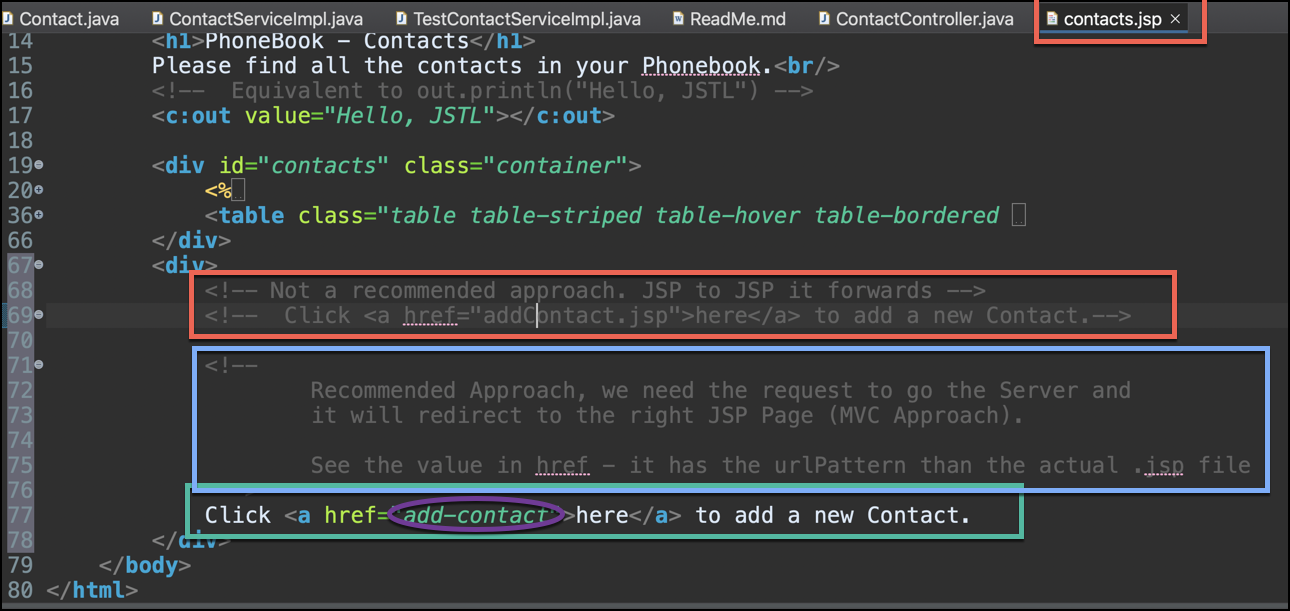 Contact.java ContactServiceImpl.java TestContactServiceImpl.java ReadMe.md ContactController.java contacts.jsp ×
14 <h1>PhoneBook - Contacts</h1>
15 Please find all the contacts in your Phonebook.<br/>
16 <!--  Equivalent to out.println("Hello, JSTL") -->
17 <c:out value="Hello, JSTL"></c:out>
18
19 <div id="contacts" class="container">
20 <%
36 <table class="table table-striped table-hover table-bordered
66 </div>
67 <div>
68 <!-- Not a recommended approach. JSP to JSP it forwards -->
69 <!--  Click <a href="addContact.jsp">here</a> to add a new Contact.-->
70
71 <!--
72 Recommended Approach, we need the request to go the Server and
73 it will redirect to the right JSP Page (MVC Approach).
74
75 See the value in href - it has the urlPattern than the actual .jsp file
76
77 Click <a href="add-contact">here</a> to add a new Contact.
78 </div>
79 </body>
80 </html>